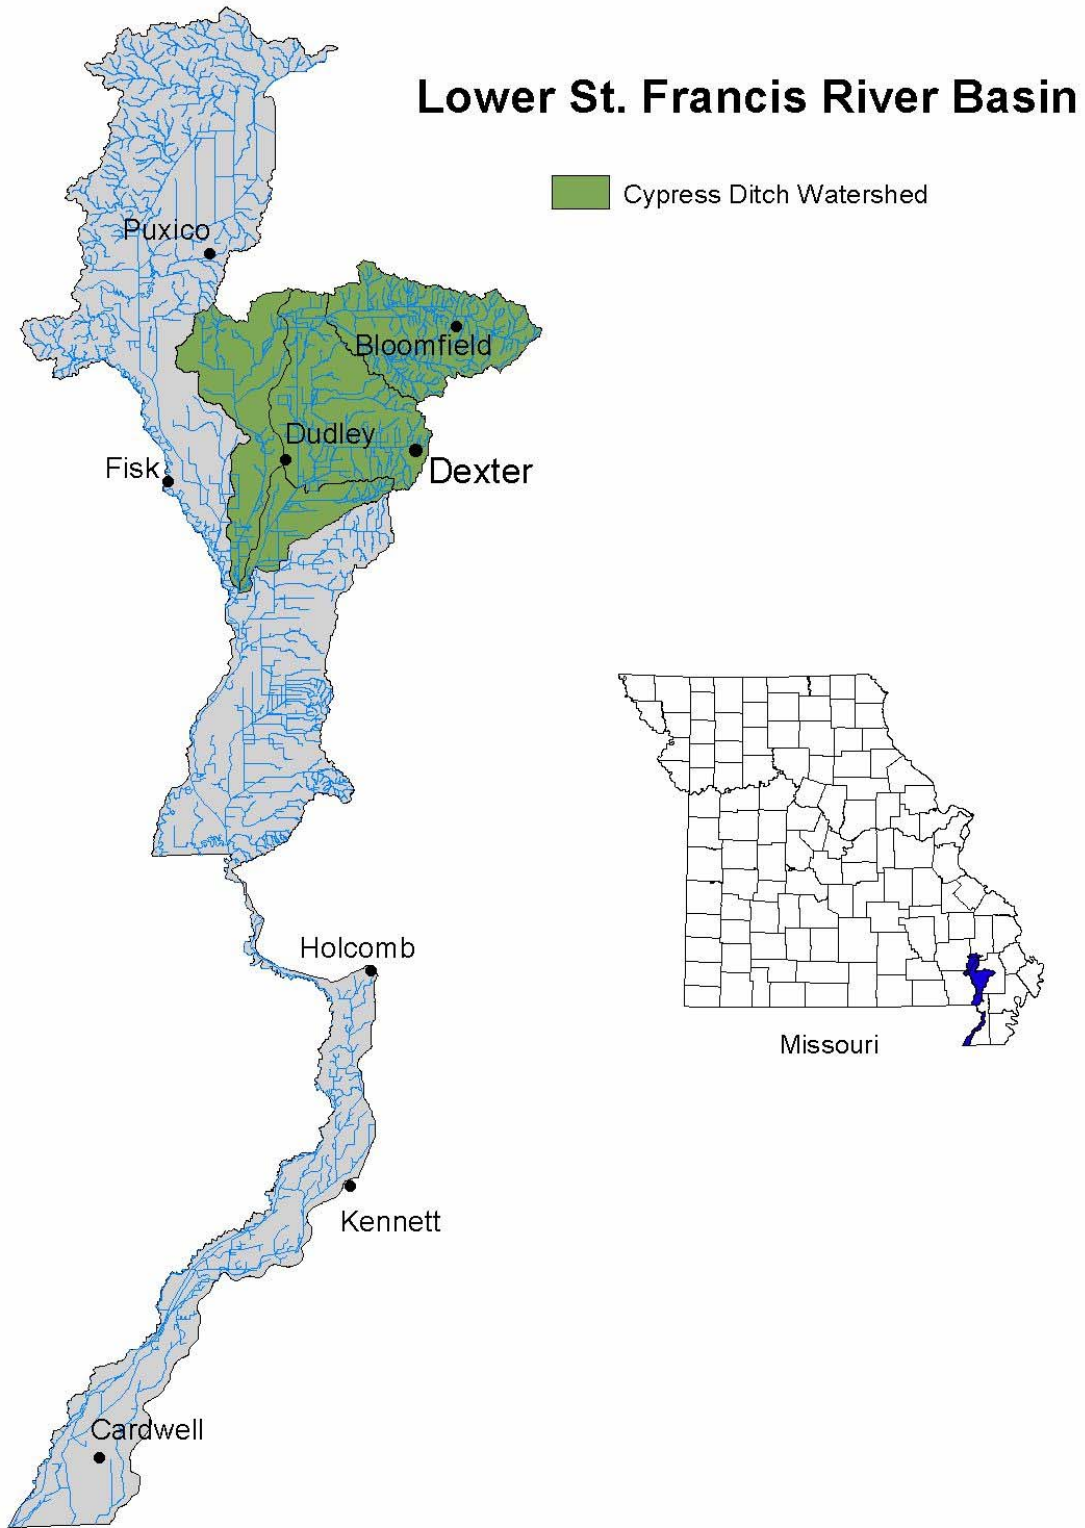 Lower St. Francis River Basin
Cypress Ditch Watershed
Puxico
Bloomfield
Dudley
Fisk
Dexter
Holcomb
Missouri
Kennett
Cardwell